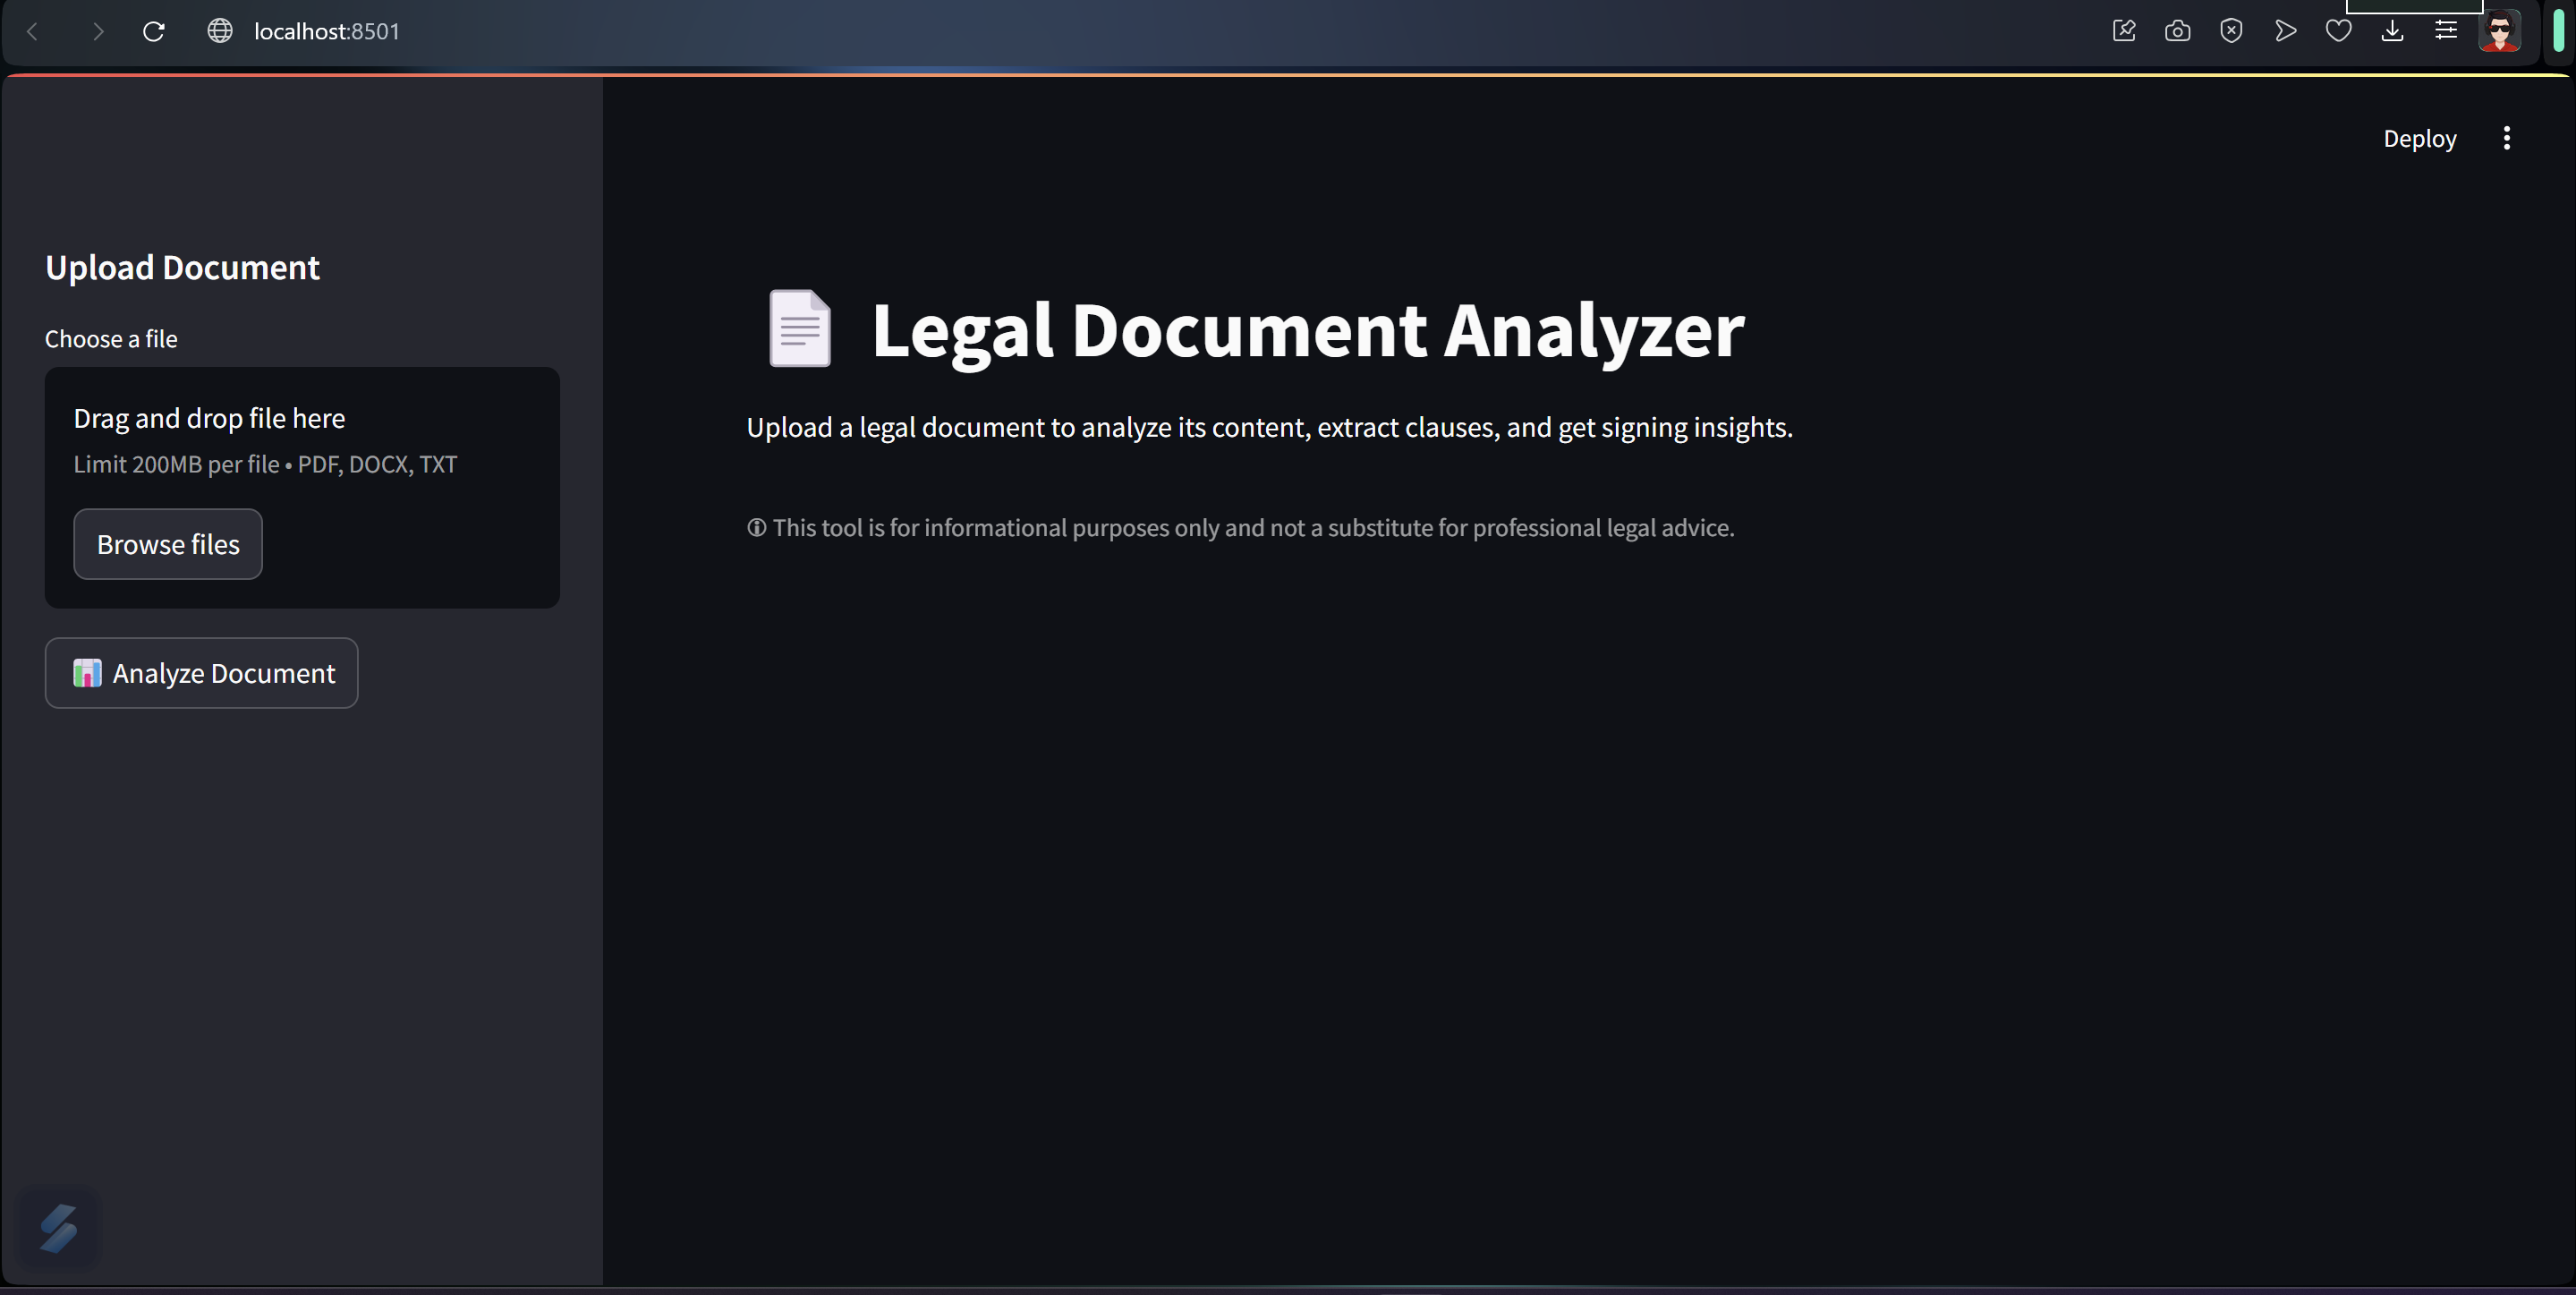 localhost:8501
Deploy
Upload Document
Choose a file
Drag and drop file here
Limit 200MB per file • PDF, DOCX, TXT
Browse files
📊 Analyze Document
📄 Legal Document Analyzer
Upload a legal document to analyze its content, extract clauses, and get signing insights.
🛈 This tool is for informational purposes only and not a substitute for professional legal advice.